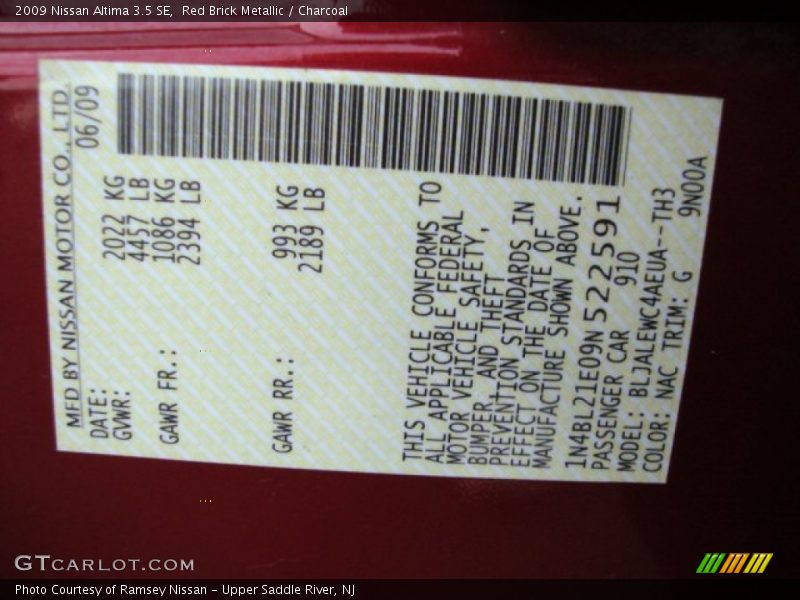 2009 Nissan Altima 3.5 SE,  Red Brick Metallic / Charcoal
MFD BY NISSAN MOTOR CO., LTD.
DATE: 06/09
GVWR: 2022 KG
4457 LB
GAWR FR.: 1086 KG
2394 LB
GAWR RR.: 993 KG
2189 LB
THIS VEHICLE CONFORMS TO
ALL APPLICABLE FEDERAL
MOTOR VEHICLE SAFETY,
BUMPER, AND THEFT
PREVENTION STANDARDS IN
EFFECT ON THE DATE OF
MANUFACTURE SHOWN ABOVE.
1N4BL21E09N522591
PASSENGER CAR 910
MODEL: BLJALEWC4AEUA--TH3
COLOR: NAC TRIM: G 9N00A
GTCARLOT.COM
Photo Courtesy of Ramsey Nissan - Upper Saddle River, NJ